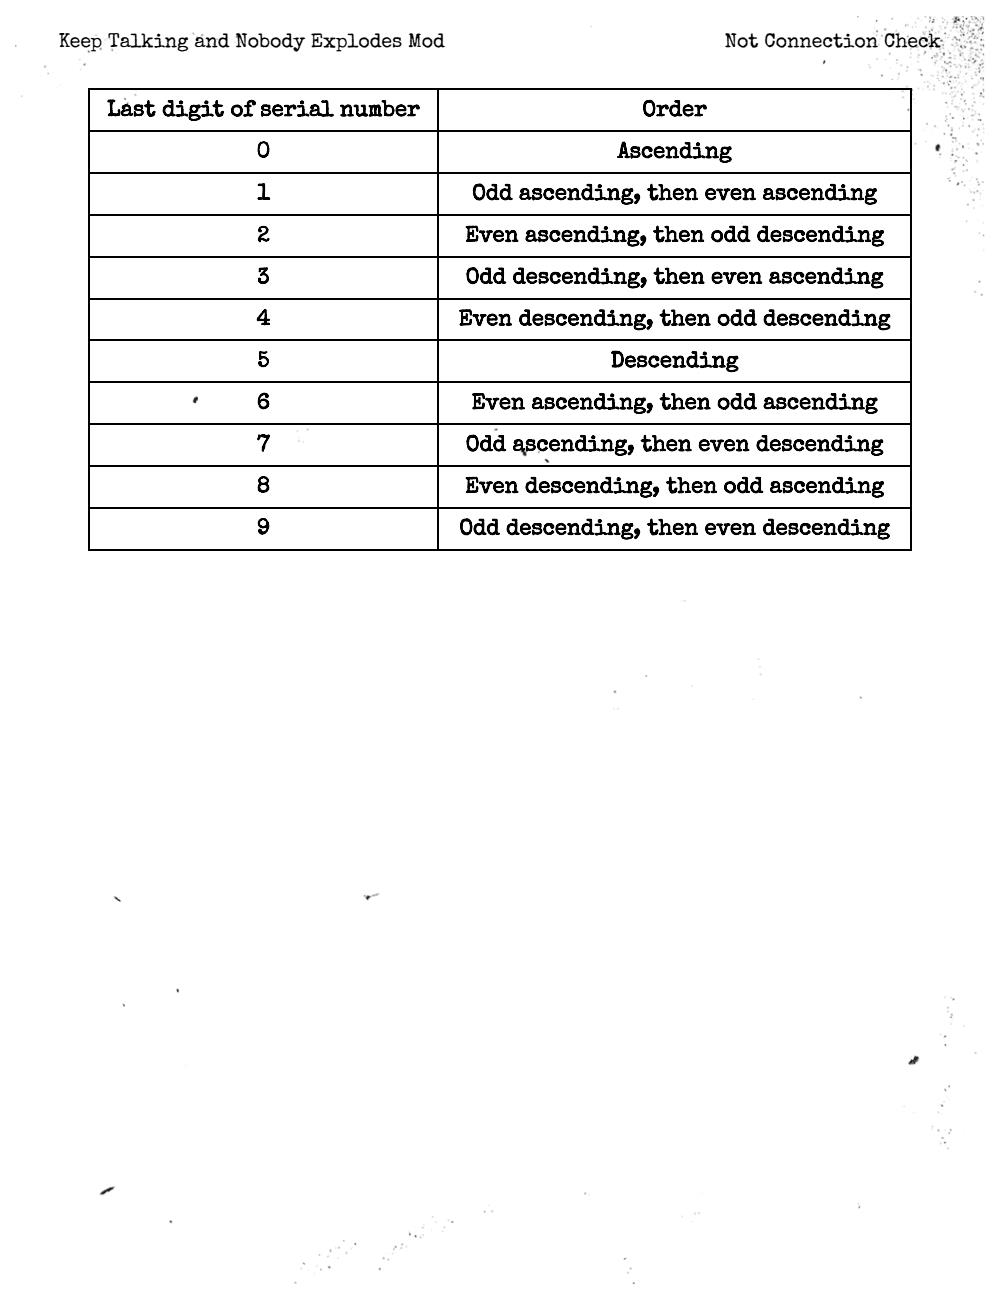 Keep Talking and Nobody Explodes Mod Not Connection Check
Last digit of serial number Order
0 Ascending
1 Odd ascending, then even ascending
2 Even ascending, then odd descending
3 Odd descending, then even ascending
4 Even descending, then odd descending
5 Descending
6 Even ascending, then odd ascending
7 Odd ascending, then even descending
8 Even descending, then odd ascending
9 Odd descending, then even descending